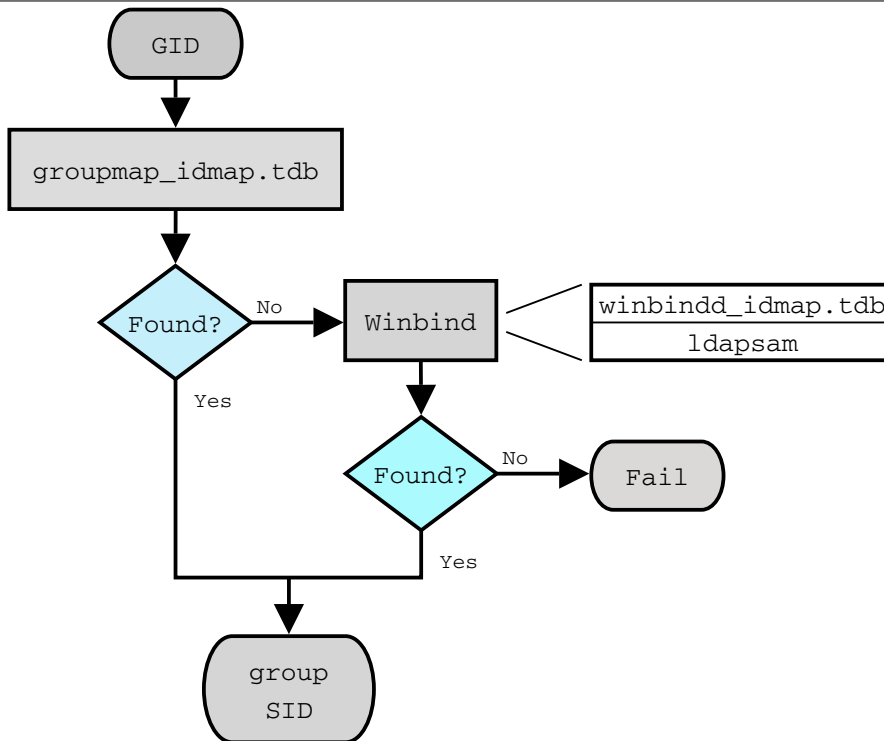 GID
groupmap_idmap.tdb
Found?
No
Winbind
winbindd_idmap.tdb
ldapsam
Yes
Found?
No
Fail
Yes
group
SID